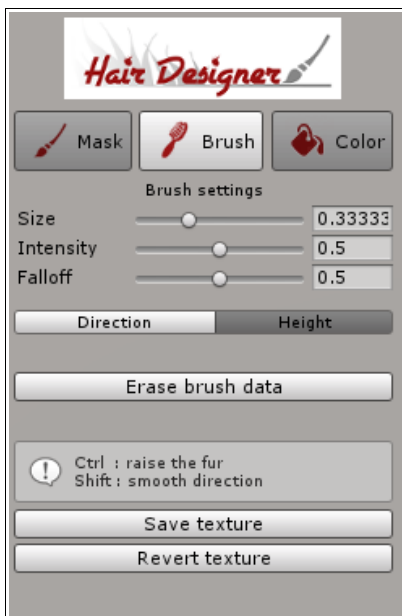 Hair Designer
Mask Brush Color
Brush settings
Size 0.33333
Intensity 0.5
Falloff 0.5
Direction Height
Erase brush data
Ctrl : raise the fur
Shift : smooth direction
Save texture
Revert texture